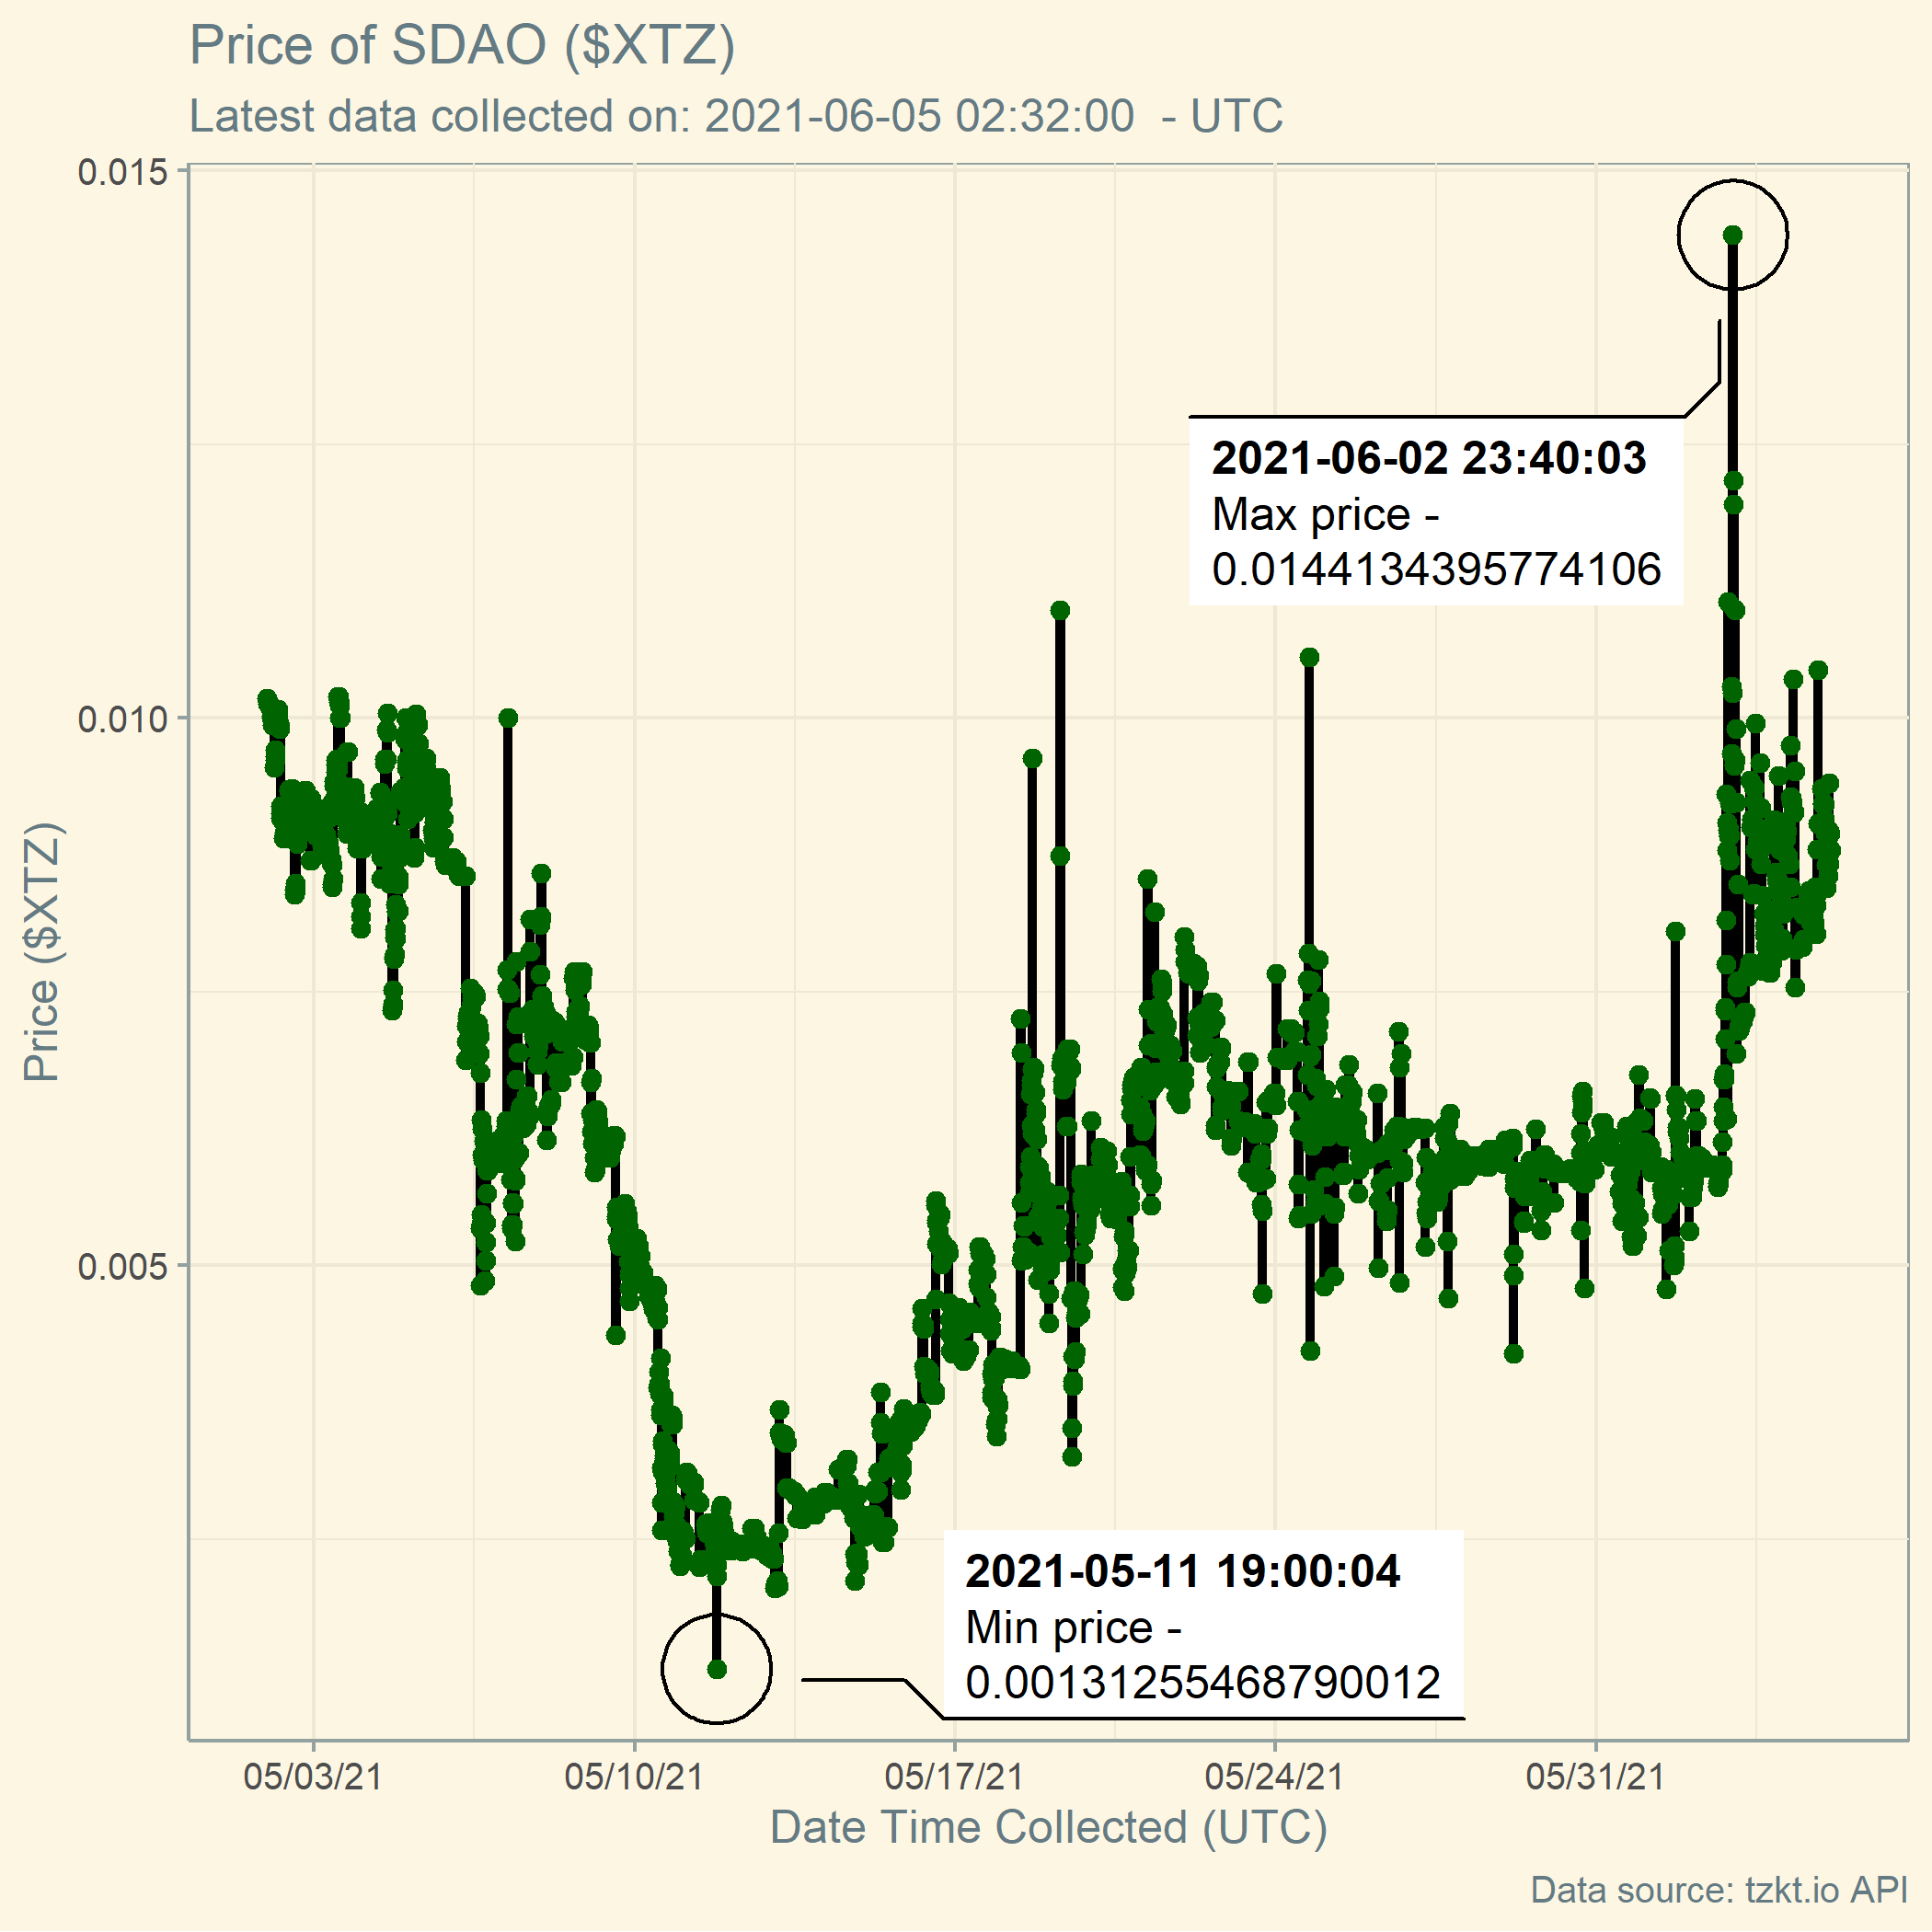 Price of SDAO ($XTZ)
Latest data collected on: 2021-06-05 02:32:00  - UTC
0.015
2021-06-02 23:40:03
Max price -
0.0144134395774106
0.010
Price ($XTZ)
0.005
2021-05-11 19:00:04
Min price -
0.00131255468790012
05/03/21 05/10/21 05/17/21 05/24/21 05/31/21
Date Time Collected (UTC)
Data source: tzkt.io API